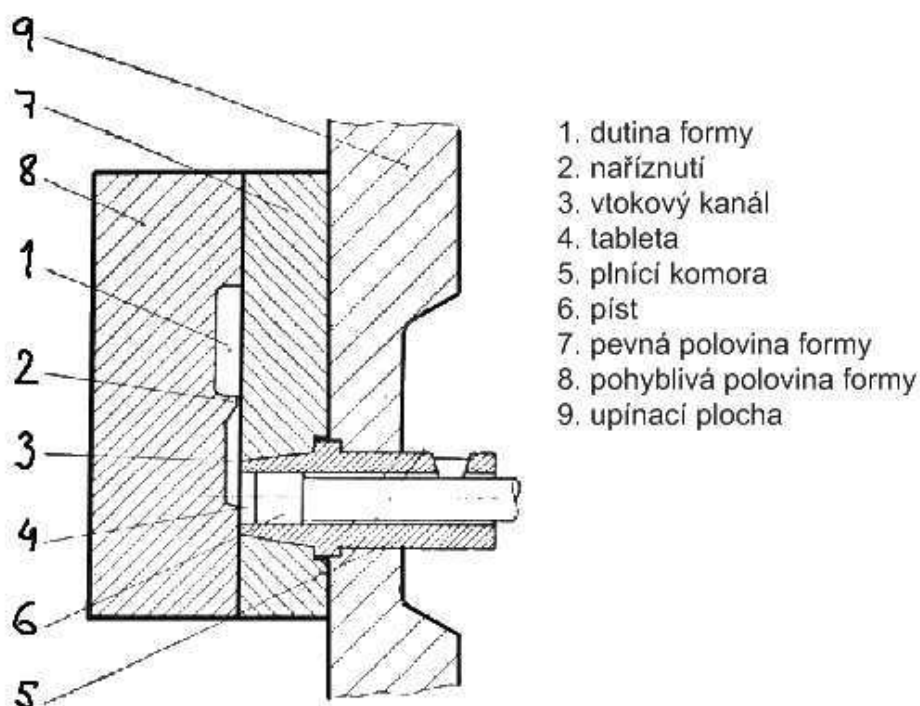 9
7
8
1
2
3
4
6
5
1. dutina formy
2. naříznutí
3. vtokový kanál
4. tableta
5. plnící komora
6. píst
7. pevná polovina formy
8. pohyblivá polovina formy
9. upínací plocha